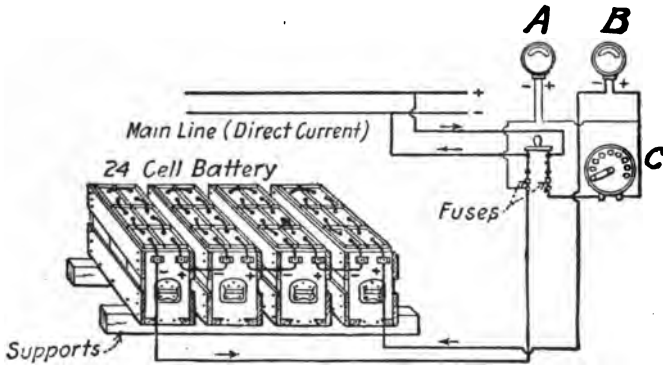 A B
- + - +
+
-
Main Line (Direct Current)
24 Cell Battery
C
Fuses
- + - +
Supports